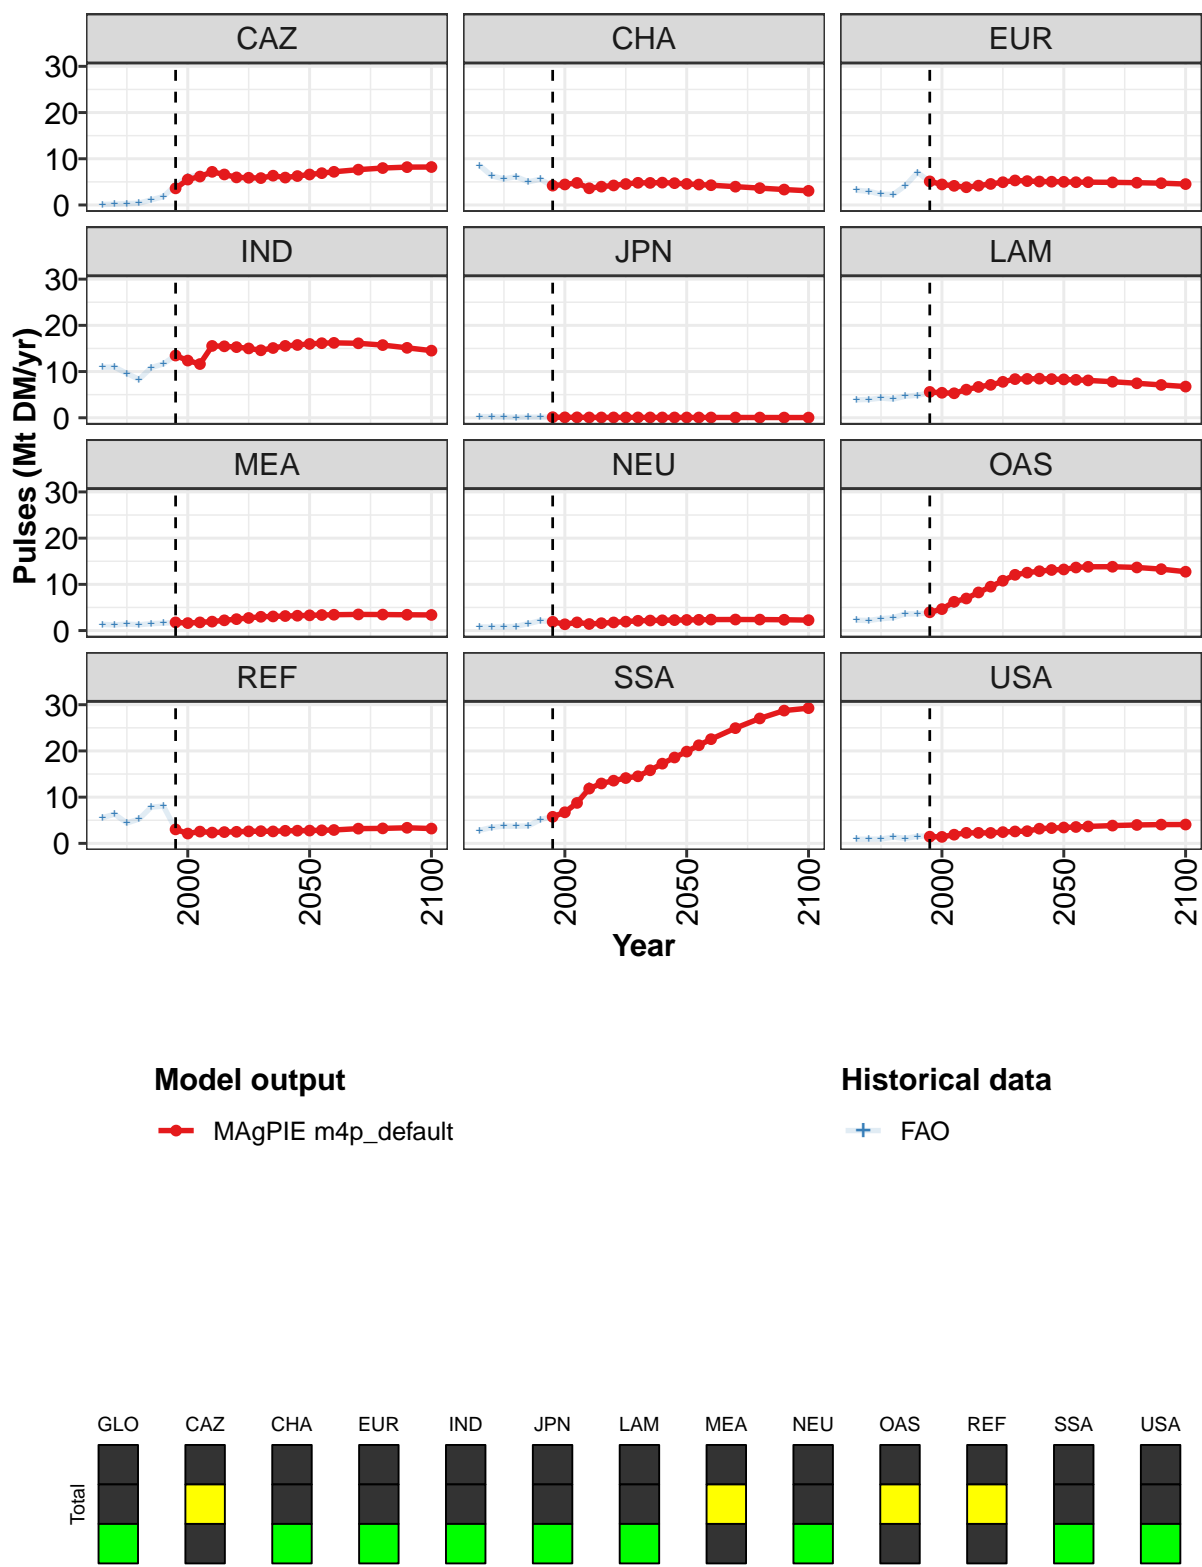 CAZ CHA EUR
30
20
10
0
IND JPN LAM
30
20
10
0
MEA NEU OAS
30
20
10
0
REF SSA USA
30
20
10
0
Pulses (Mt DM/yr)
2000 2050 2100 2000 2050 2100 2000 2050 2100
Year
Model output Historical data
MAgPIE m4p_default FAO
GLO CAZ CHA EUR IND JPN LAM MEA NEU OAS REF SSA USA
Total